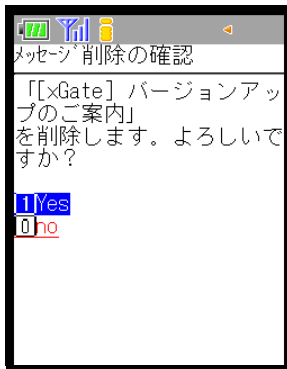 ﾒｯｾｰｼﾞ削除の確認
「[xGate] バージョンアッ
プのご案内」
を削除します。よろしいで
すか？
1Yes
0no